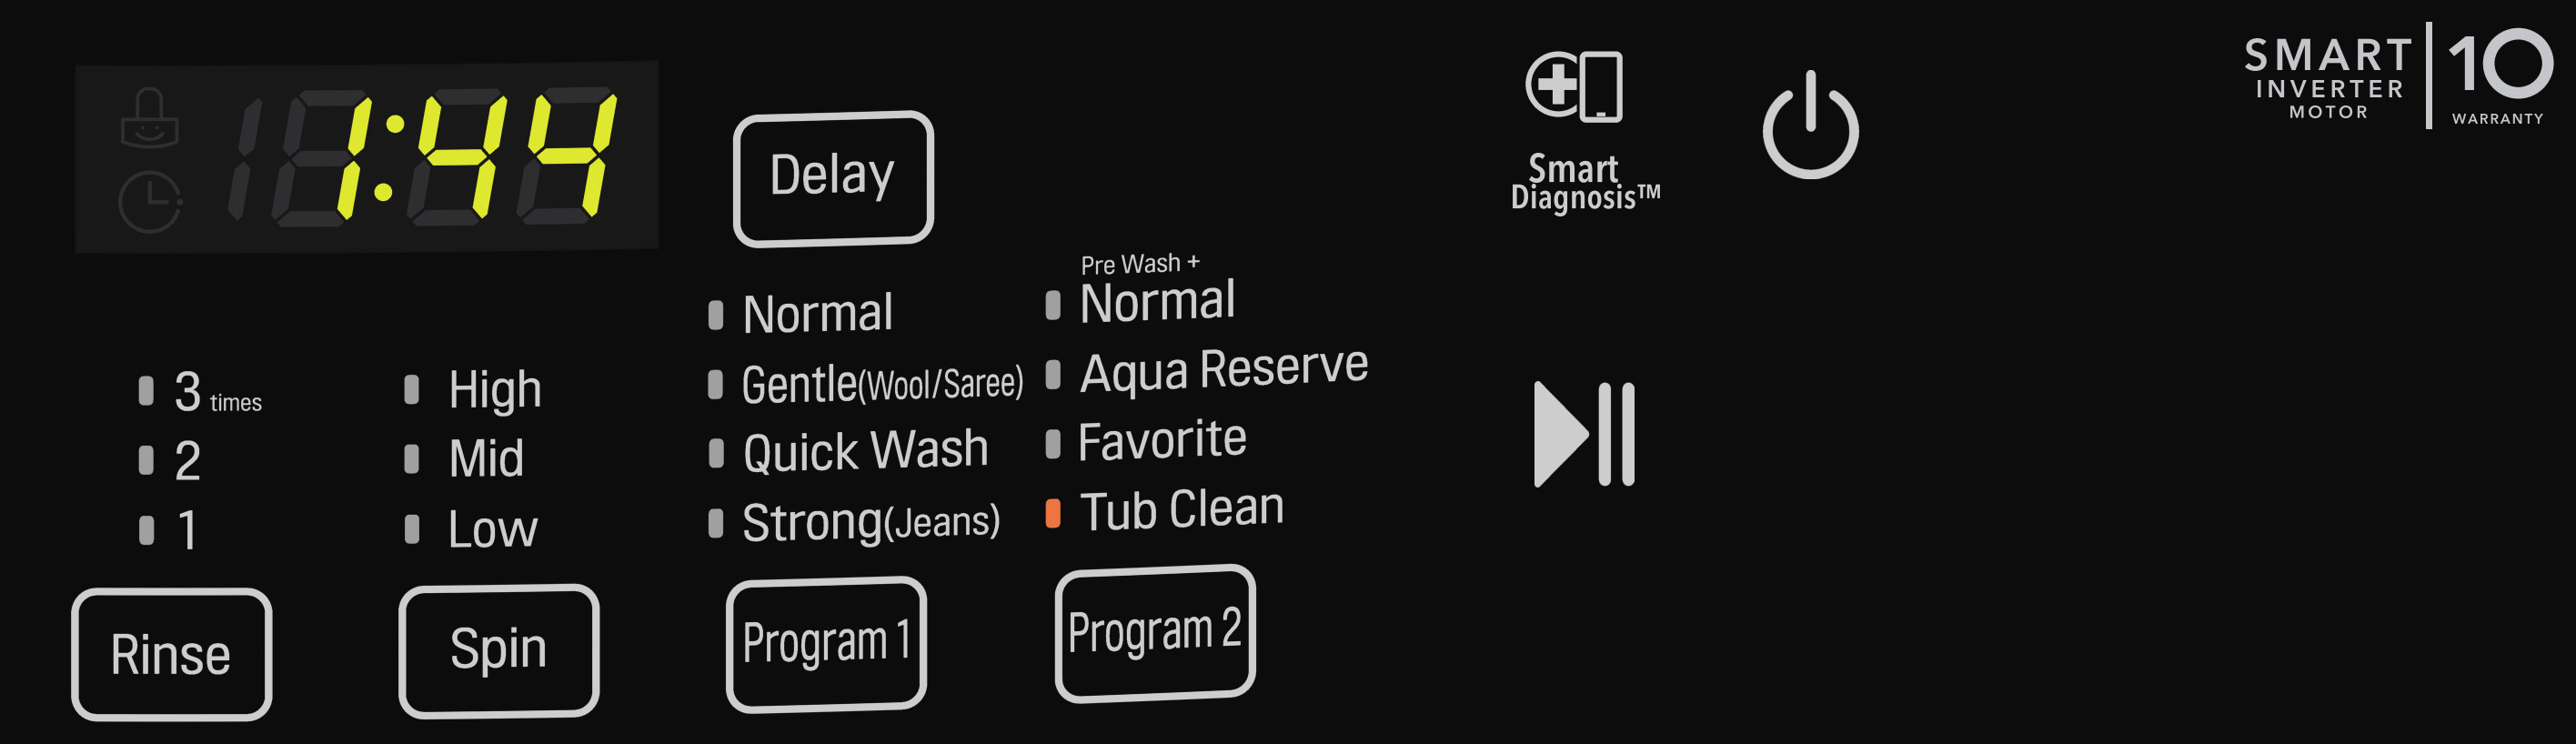 1:44
Delay
Smart
Diagnosis™
SMART
INVERTER
MOTOR
10
WARRANTY
3 times
2
1
Rinse
High
Mid
Low
Spin
Normal
Gentle(Wool/Saree)
Quick Wash
Strong(Jeans)
Program 1
Pre Wash +
Normal
Aqua Reserve
Favorite
Tub Clean
Program 2